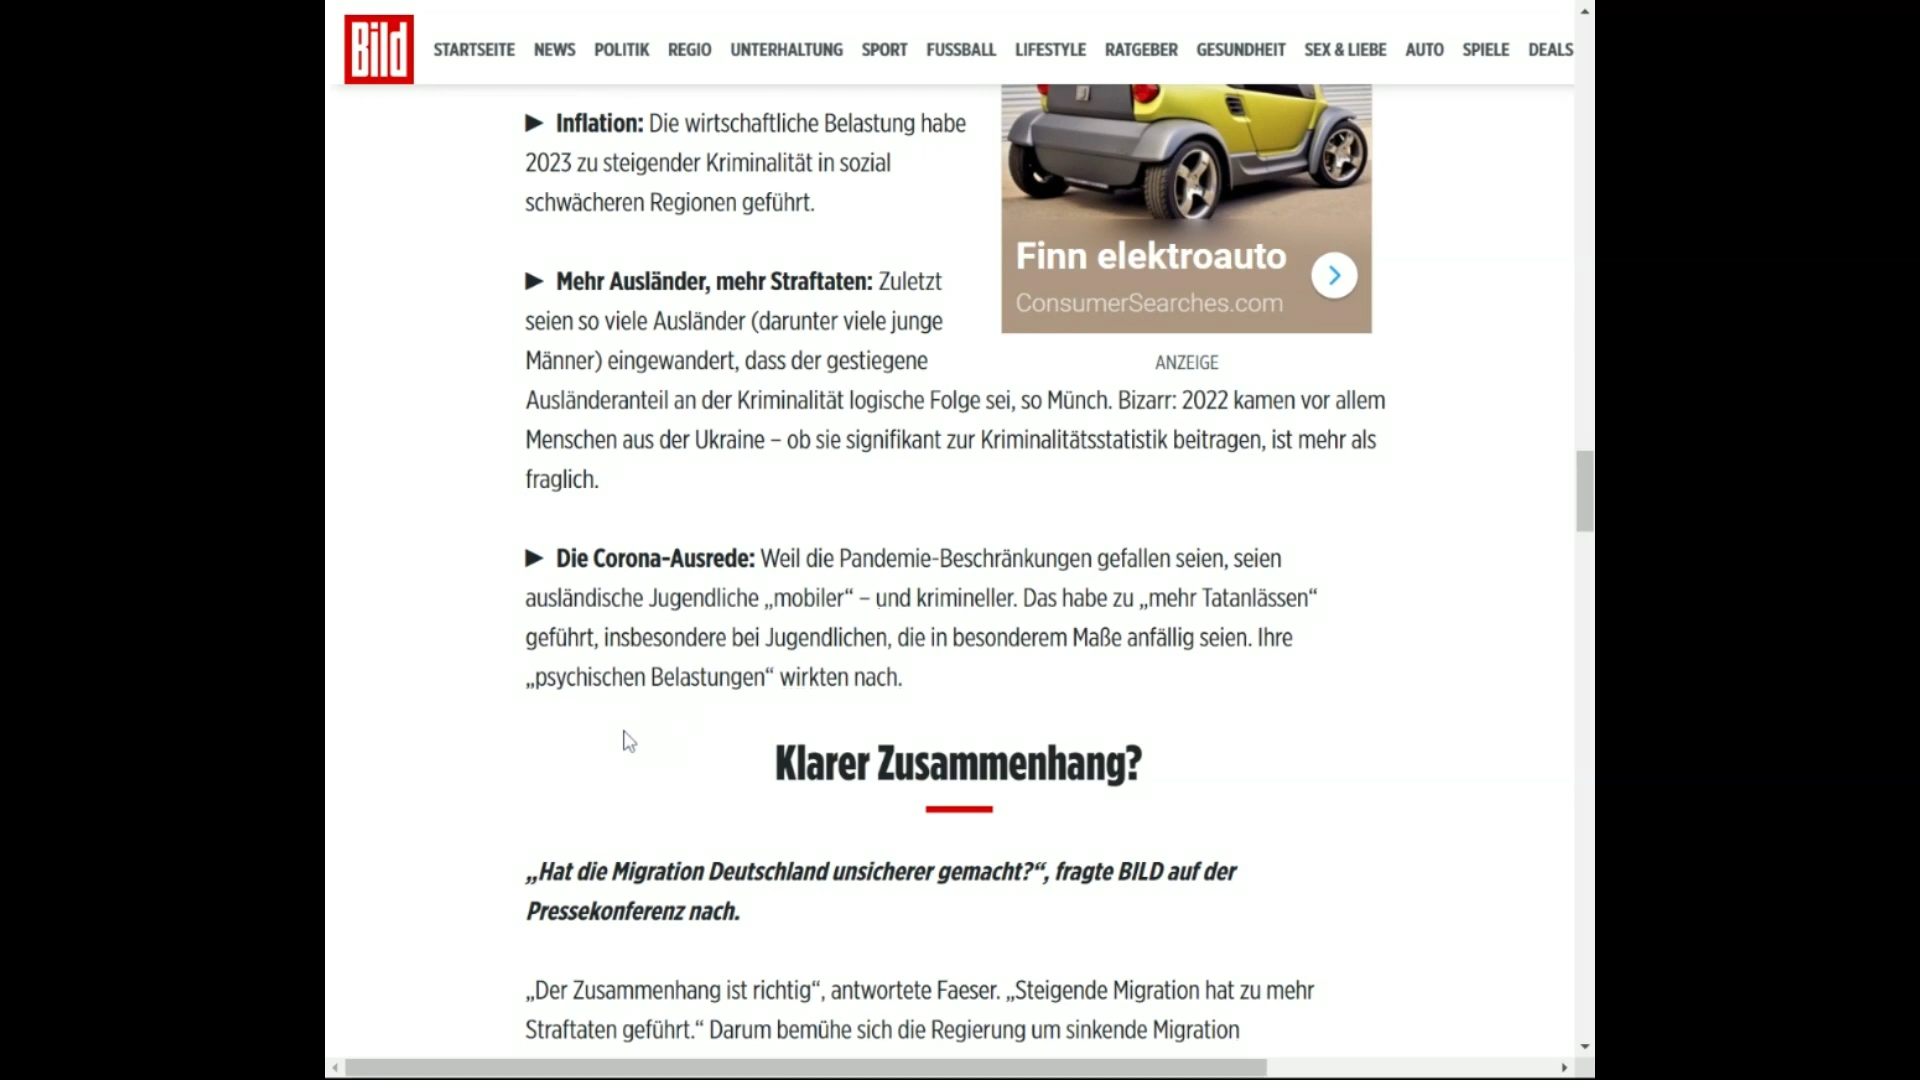 Bild
STARTSEITE NEWS POLITIK REGIO UNTERHALTUNG SPORT FUSSBALL LIFESTYLE RATGEBER GESUNDHEIT SEX & LIEBE AUTO SPIELE DEALS
► Inflation: Die wirtschaftliche Belastung habe
2023 zu steigender Kriminalität in sozial
schwächeren Regionen geführt.
Finn elektroauto
ConsumerSearches.com
ANZEIGE
► Mehr Ausländer, mehr Straftaten: Zuletzt
seien so viele Ausländer (darunter viele junge
Männer) eingewandert, dass der gestiegene
Ausländeranteil an der Kriminalität logische Folge sei, so Münch. Bizarr: 2022 kamen vor allem
Menschen aus der Ukraine – ob sie signifikant zur Kriminalitätsstatistik beitragen, ist mehr als
fraglich.
► Die Corona-Ausrede: Weil die Pandemie-Beschränkungen gefallen seien, seien
ausländische Jugendliche „mobiler“ – und krimineller. Das habe zu „mehr Tatanlässen“
geführt, insbesondere bei Jugendlichen, die in besonderem Maße anfällig seien. Ihre
„psychischen Belastungen“ wirkten nach.
Klarer Zusammenhang?
„Hat die Migration Deutschland unsicherer gemacht?“, fragte BILD auf der
Pressekonferenz nach.
„Der Zusammenhang ist richtig“, antwortete Faeser. „Steigende Migration hat zu mehr
Straftaten geführt.“ Darum bemühe sich die Regierung um sinkende Migration